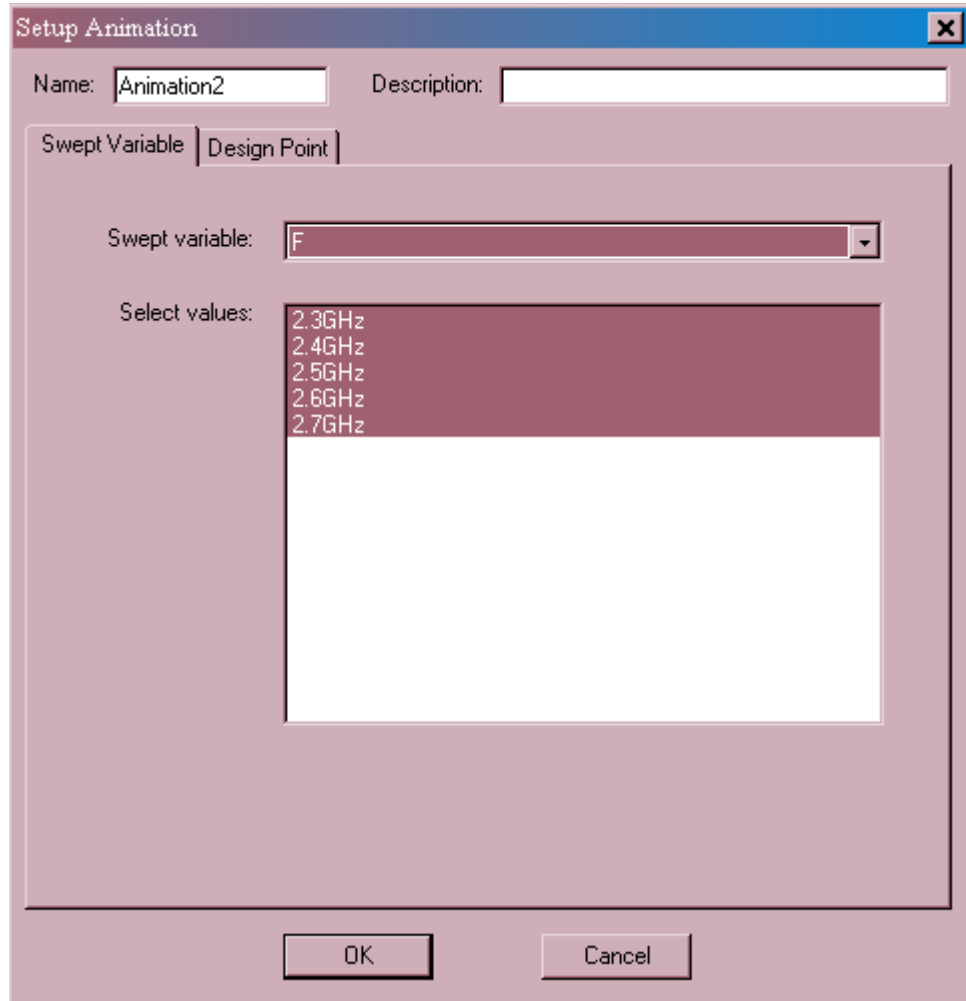 Setup Animation
Name: Animation2 Description:
Swept Variable Design Point
Swept variable: F
Select values: 2.3GHz
2.4GHz
2.5GHz
2.6GHz
2.7GHz
OK Cancel